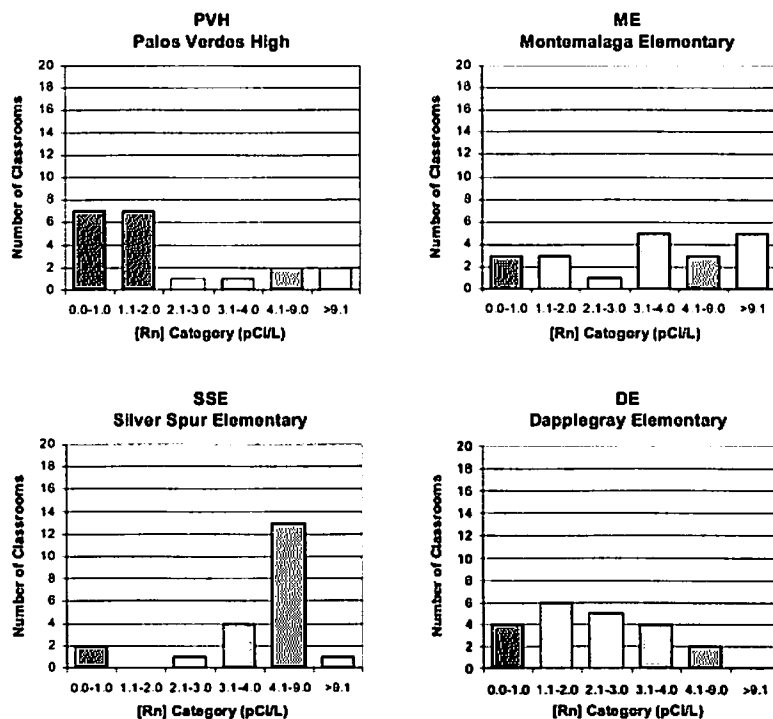 PVH
Palos Verdes High
Number of Classrooms
20
18
16
14
12
10
8
6
4
2
0
0.0-1.0 1.1-2.0 2.1-3.0 3.1-4.0 4.1-9.0 >9.1
[Rn] Category (pCi/L)
ME
Montemalaga Elementary
Number of Classrooms
20
18
16
14
12
10
8
6
4
2
0
0.0-1.0 1.1-2.0 2.1-3.0 3.1-4.0 4.1-9.0 >9.1
[Rn] Category (pCi/L)
SSE
Silver Spur Elementary
Number of Classrooms
20
18
16
14
12
10
8
6
4
2
0
0.0-1.0 1.1-2.0 2.1-3.0 3.1-4.0 4.1-9.0 >9.1
[Rn] Category (pCi/L)
DE
Dapplegray Elementary
Number of Classrooms
20
18
16
14
12
10
8
6
4
2
0
0.0-1.0 1.1-2.0 2.1-3.0 3.1-4.0 4.1-9.0 >9.1
[Rn] Category (pCi/L)